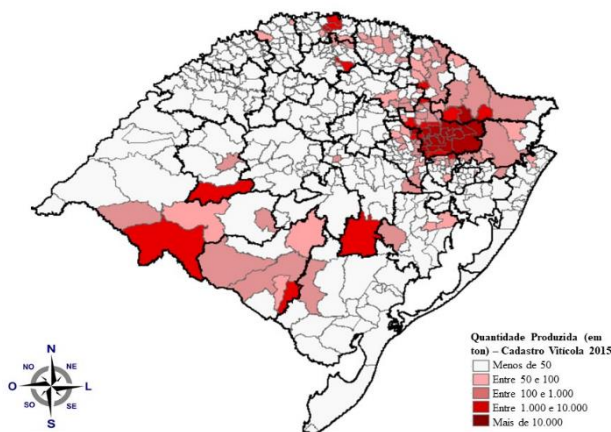 Quantidade Produzida (em
ton) – Cadastro Vitícola 2015
Menos de 50
Entre 50 e 100
Entre 100 e 1.000
Entre 1.000 e 10.000
Mais de 10.000
N
NO NE
O L
SO SE
S